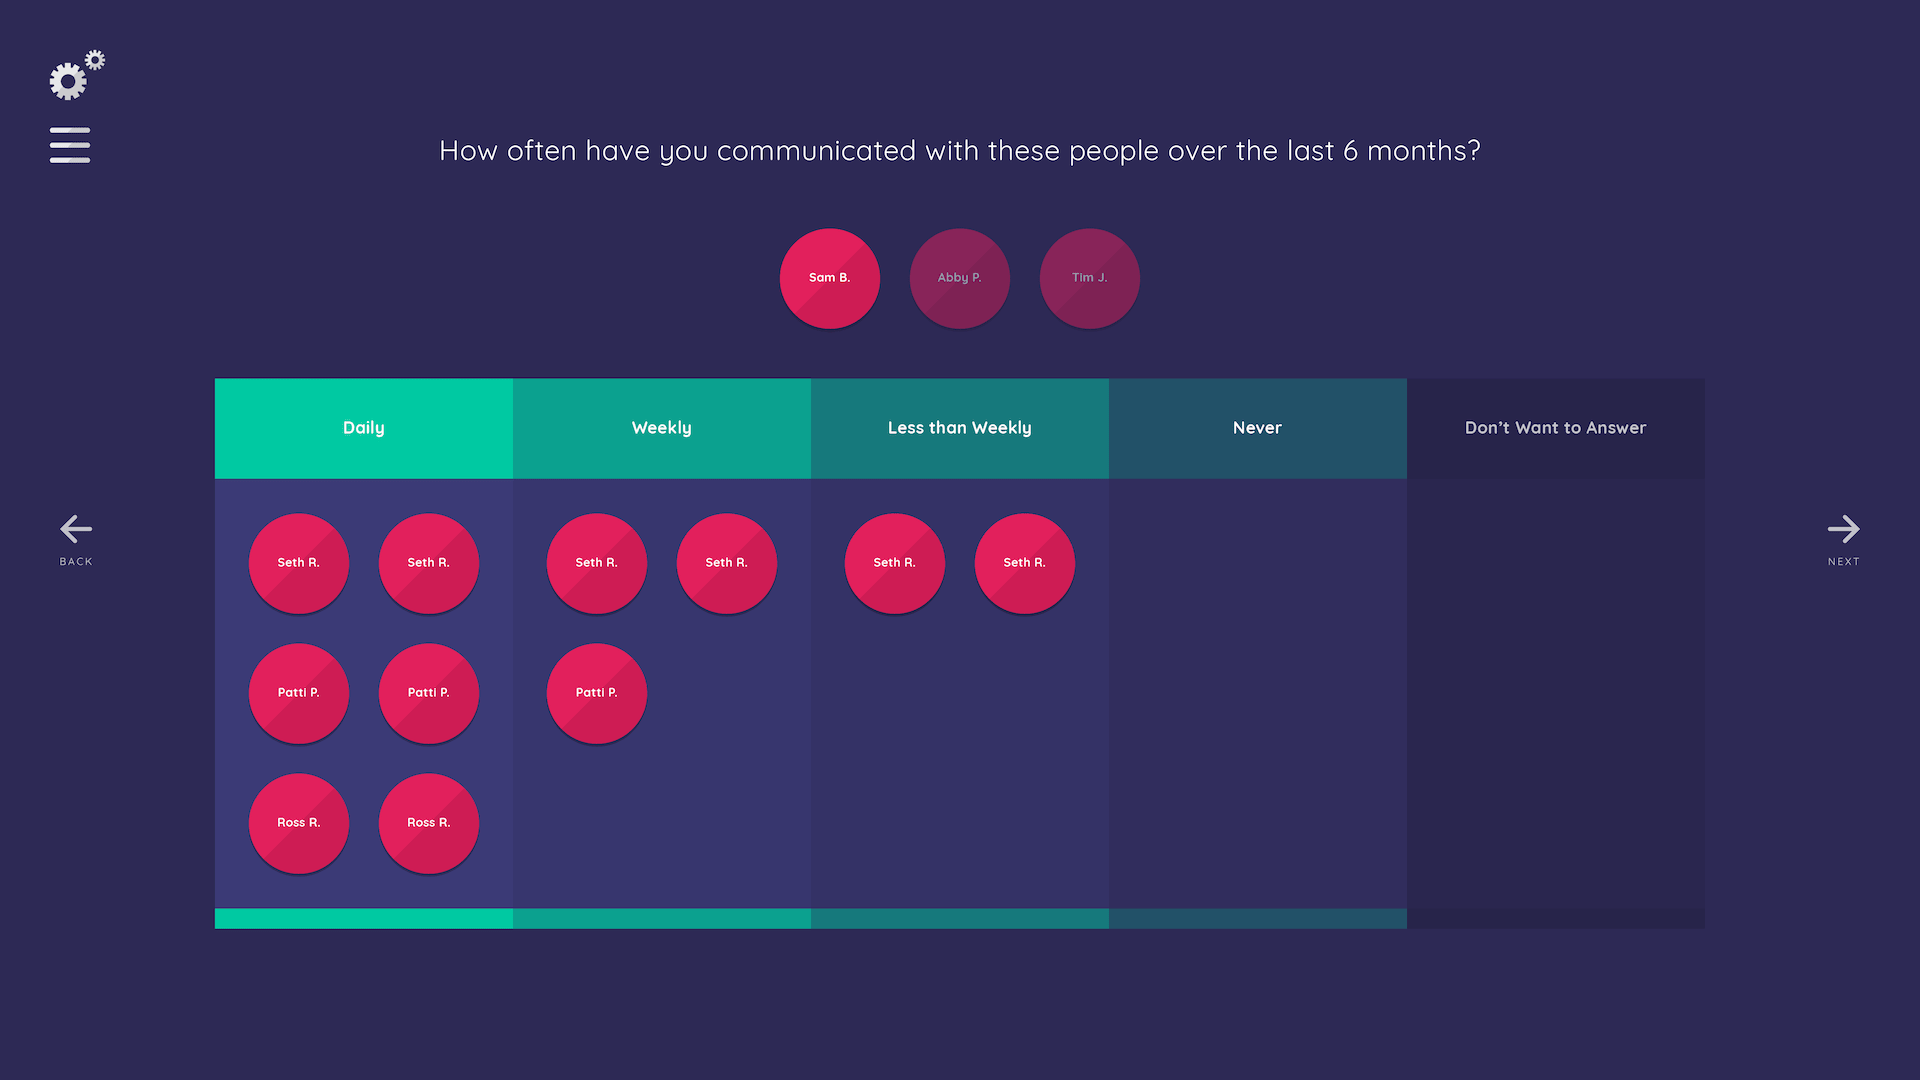 How often have you communicated with these people over the last 6 months?
Sam B.
Abby P.
Tim J.
Daily
Weekly
Less than Weekly
Never
Don’t Want to Answer
BACK
NEXT
Seth R.
Seth R.
Seth R.
Seth R.
Seth R.
Seth R.
Patti P.
Patti P.
Patti P.
Ross R.
Ross R.